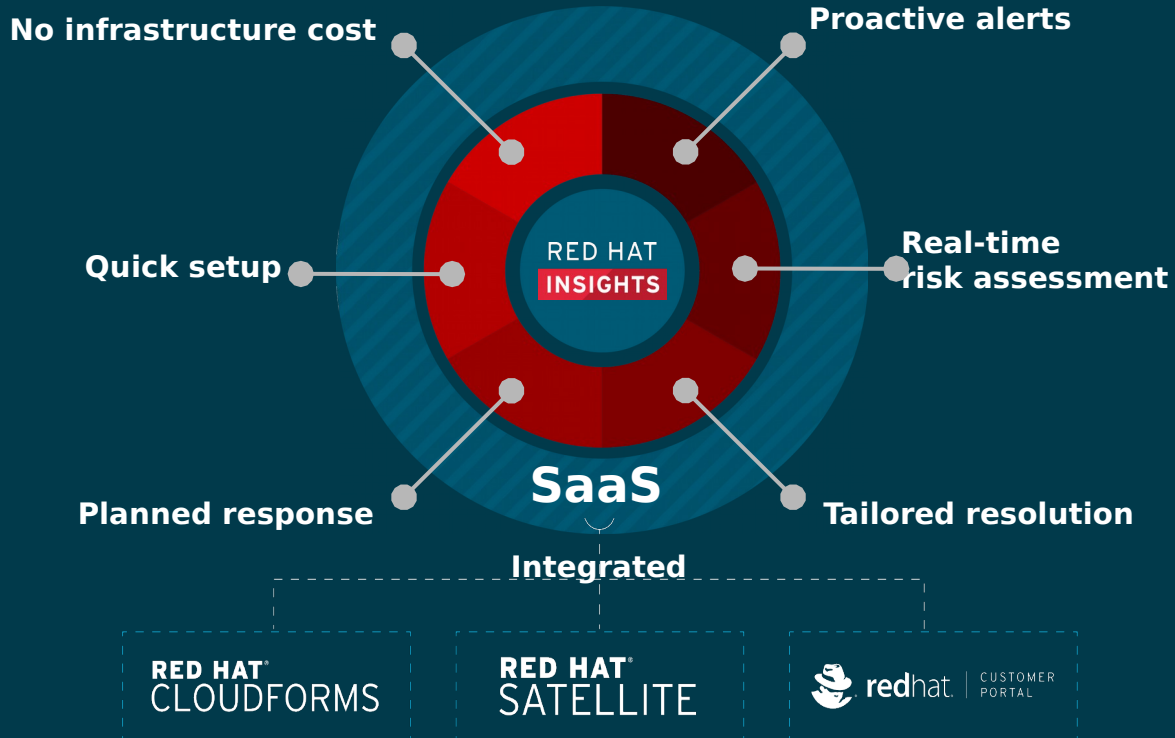 No infrastructure cost
Proactive alerts
RED HAT
INSIGHTS
Quick setup
Real-time
risk assessment
SaaS
Planned response
Tailored resolution
Integrated
RED HAT®
CLOUDFORMS
RED HAT®
SATELLITE
redhat.
CUSTOMER
PORTAL